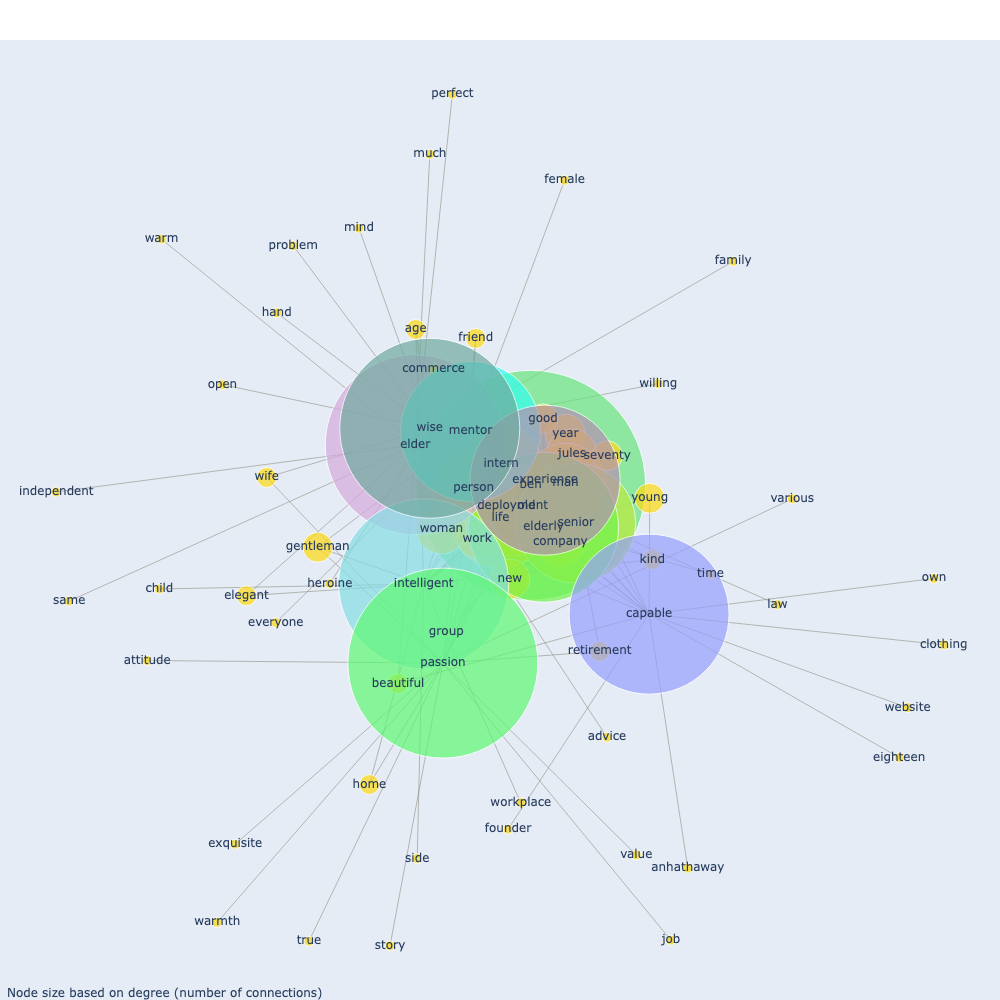 perfect
much
female
mind
warm
problem
family
hand
age
friend
commerce
open
willing
good
wise
mentor
year
elder
jules
seventy
intern
wife
experience
ben
man
person
independent
young
various
deployment
old
life
senior
elderly
woman
work
company
gentleman
kind
time
new
own
heroine
intelligent
child
elegant
same
law
capable
everyone
group
clothing
retirement
attitude
passion
beautiful
website
advice
eighteen
home
workplace
founder
exquisite
value
side
anhathaway
warmth
true
story
job
Node size based on degree (number of connections)